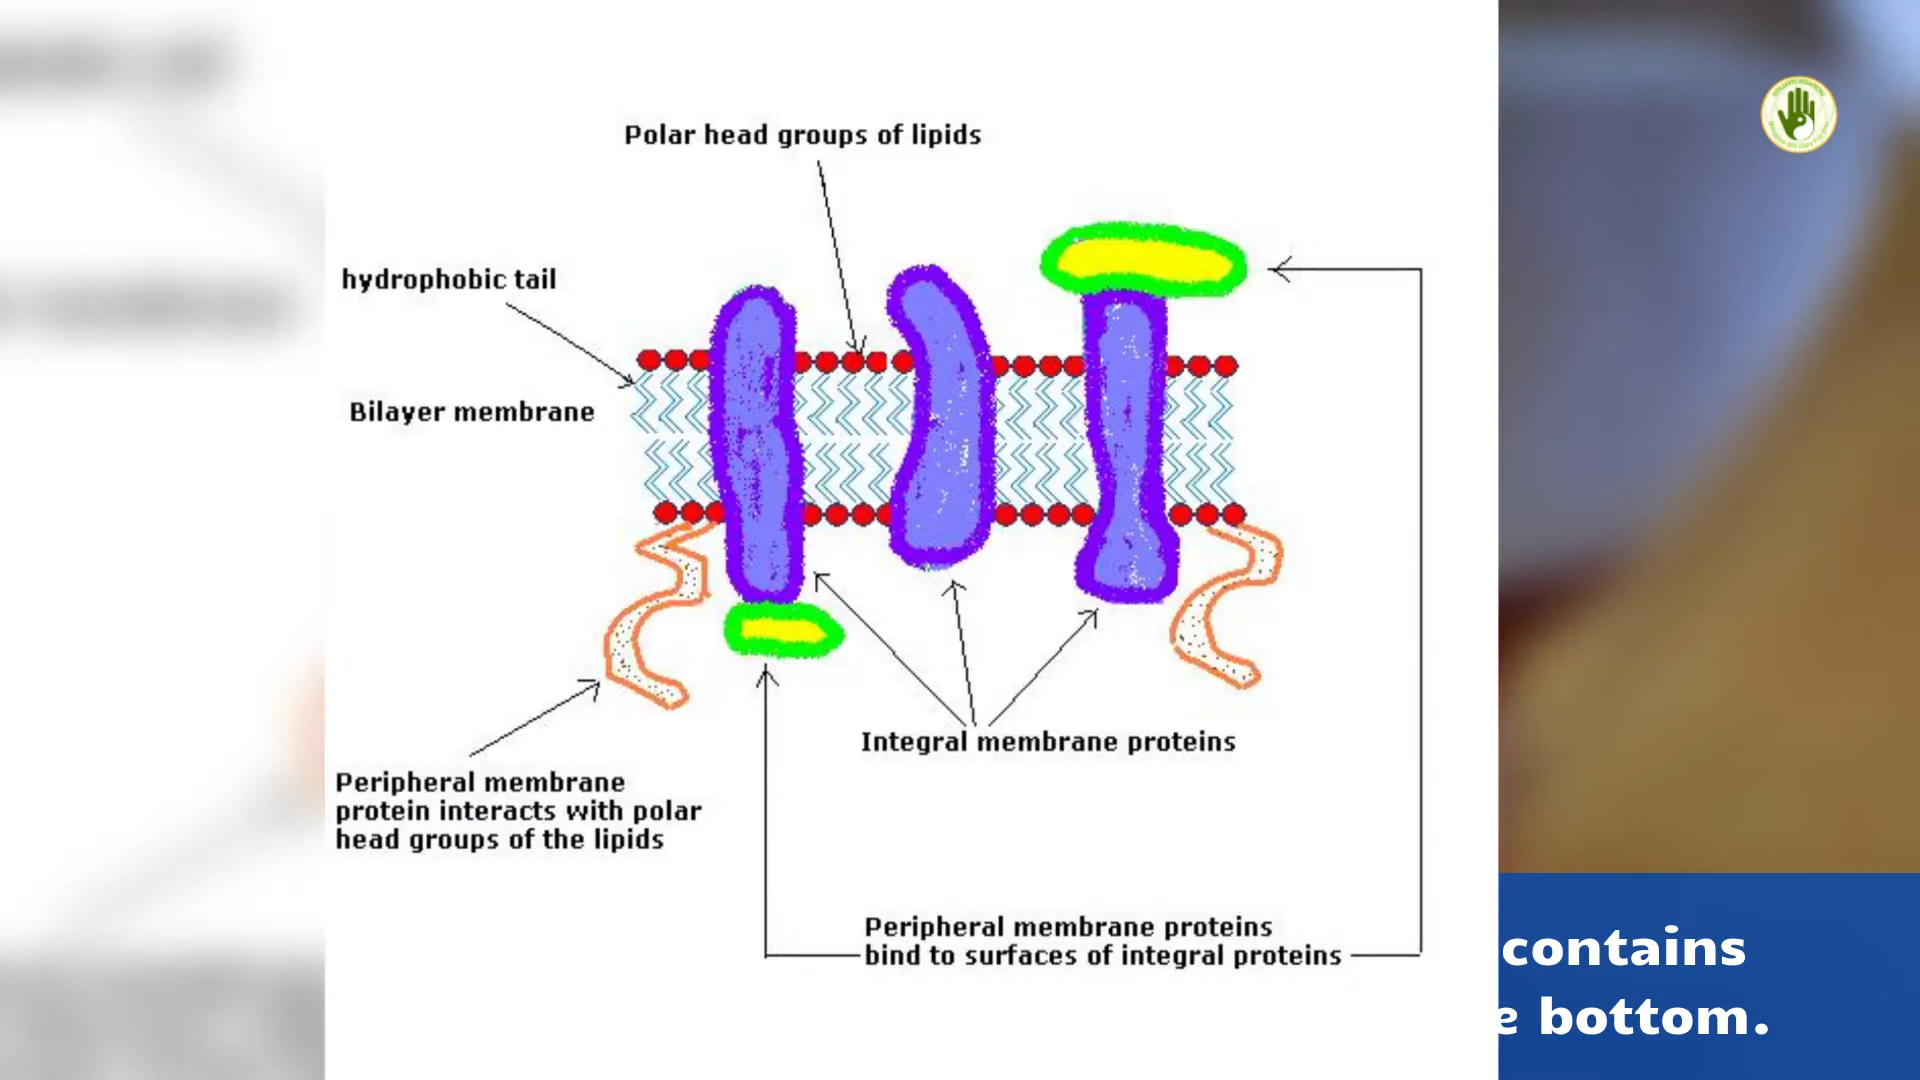 Polar head groups of lipids
hydrophobic tail
Bilayer membrane
Integral membrane proteins
Peripheral membrane
protein interacts with polar
head groups of the lipids
Peripheral membrane proteins
bind to surfaces of integral proteins
contains
bottom.